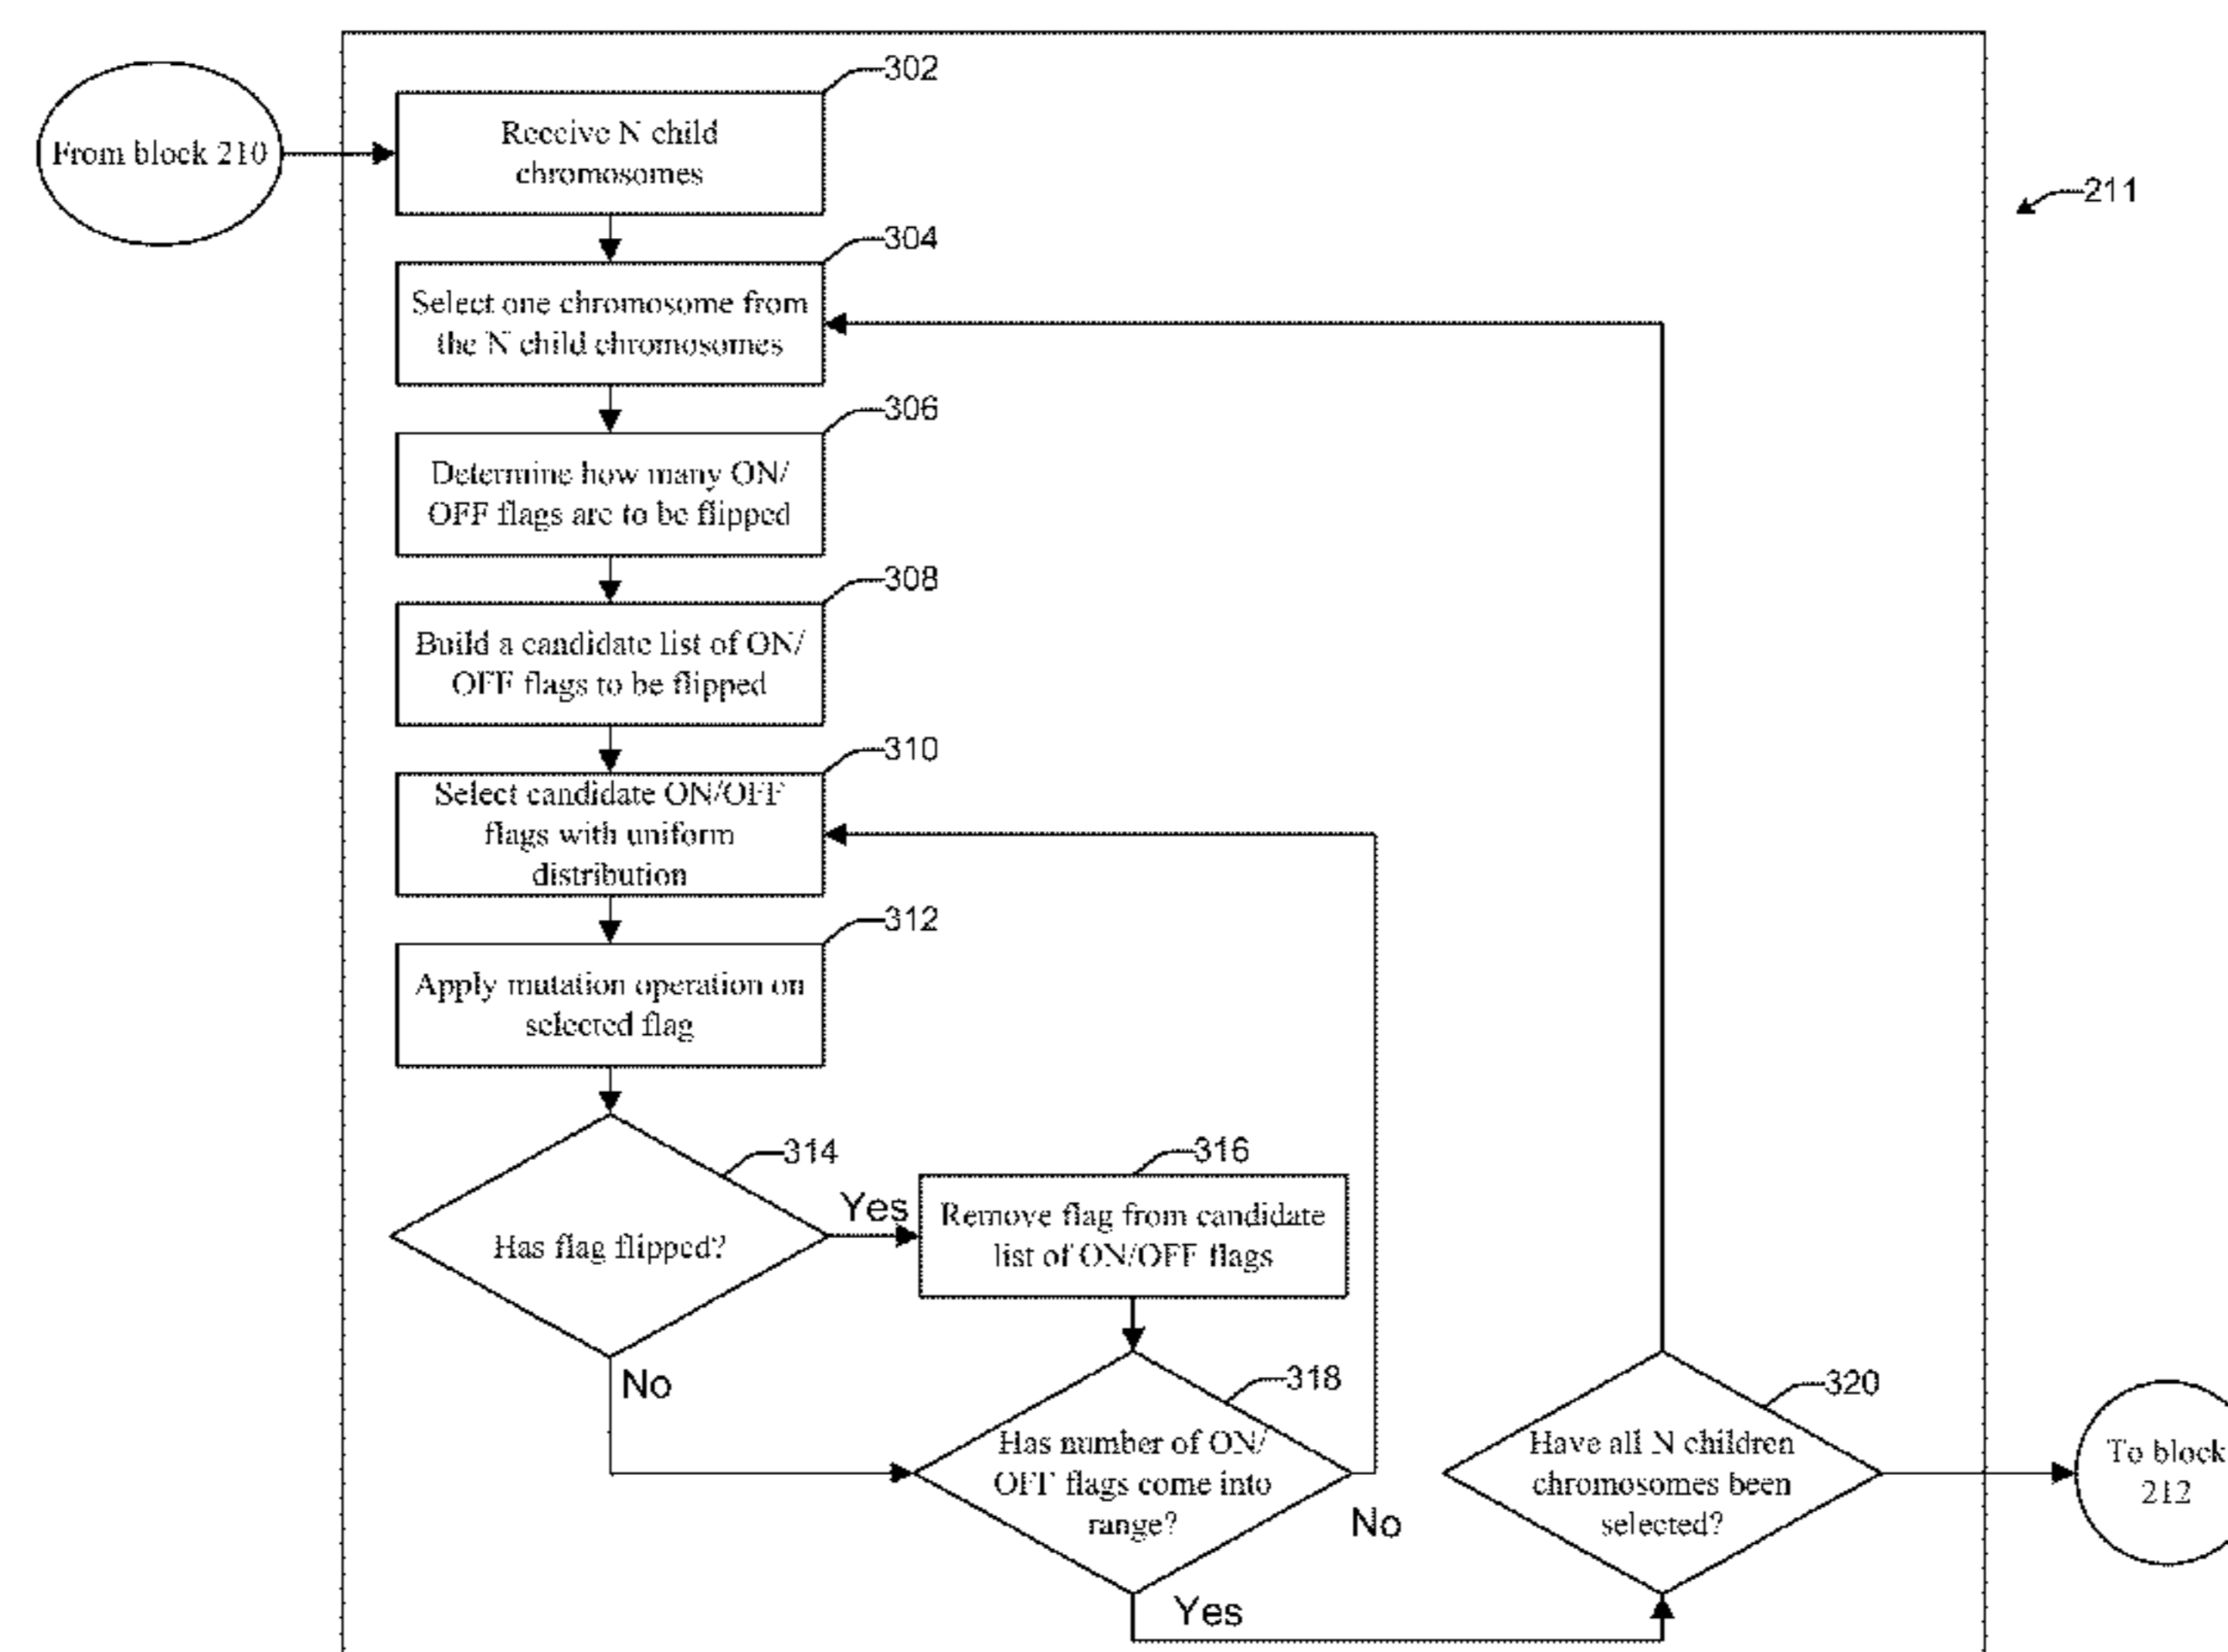 302
From block 210
Receive N child
chromosomes
211
304
Select one chromosome from
the N child chromosomes
306
Determine how many ON/
OFF flags are to be flipped
308
Build a candidate list of ON/
OFF flags to be flipped
310
Select candidate ON/OFF
flags with uniform
distribution
312
Apply mutation operation on
selected flag
314
Has flag flipped?
Yes
No
316
Remove flag from candidate
list of ON/OFF flags
318
Has number of ON/
OFF flags come into
range?
No
Yes
320
Have all N children
chromosomes been
selected?
To block
212